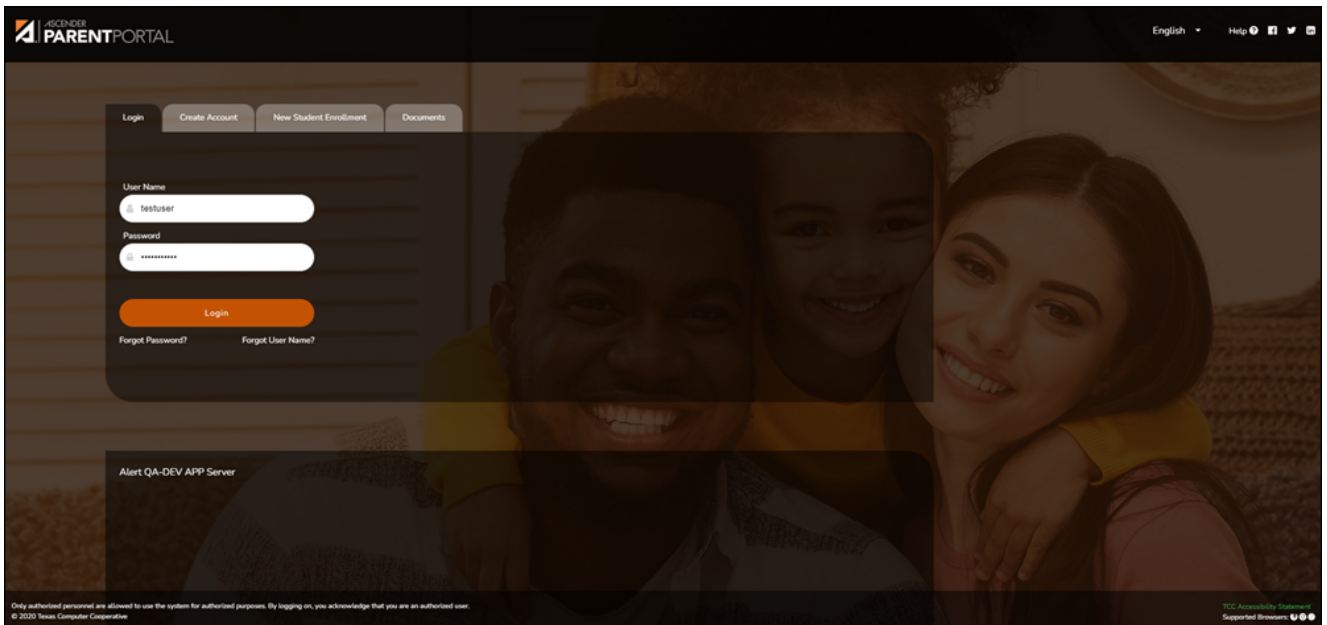 ASCENDER
PARENTPORTAL
English
Help
Login
Create Account
New Student Enrollment
Documents
User Name
testuser
Password
•••••••••••
Login
Forgot Password?
Forgot User Name?
Alert QA-DEV APP Server
Only authorized personnel are allowed to use the system for authorized purposes. By logging on, you acknowledge that you are an authorized user.
© 2020 Texas Computer Cooperative
TCC Accessibility Statement
Supported Browsers: